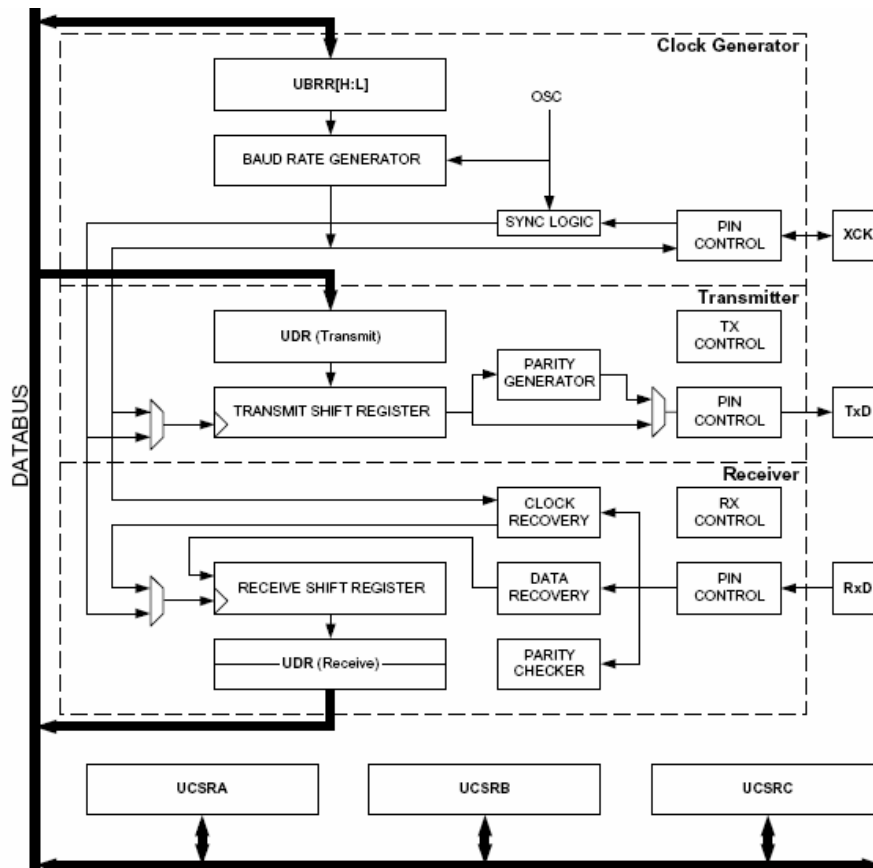 Clock Generator
UBRR[H:L]
OSC
BAUD RATE GENERATOR
SYNC LOGIC
PIN
CONTROL
XCK
Transmitter
UDR (Transmit)
TX
CONTROL
PARITY
GENERATOR
TRANSMIT SHIFT REGISTER
PIN
CONTROL
TxD
DATABUS
Receiver
CLOCK
RECOVERY
RX
CONTROL
RECEIVE SHIFT REGISTER
DATA
RECOVERY
PIN
CONTROL
RxD
UDR (Receive)
PARITY
CHECKER
UCSRA
UCSRB
UCSRC